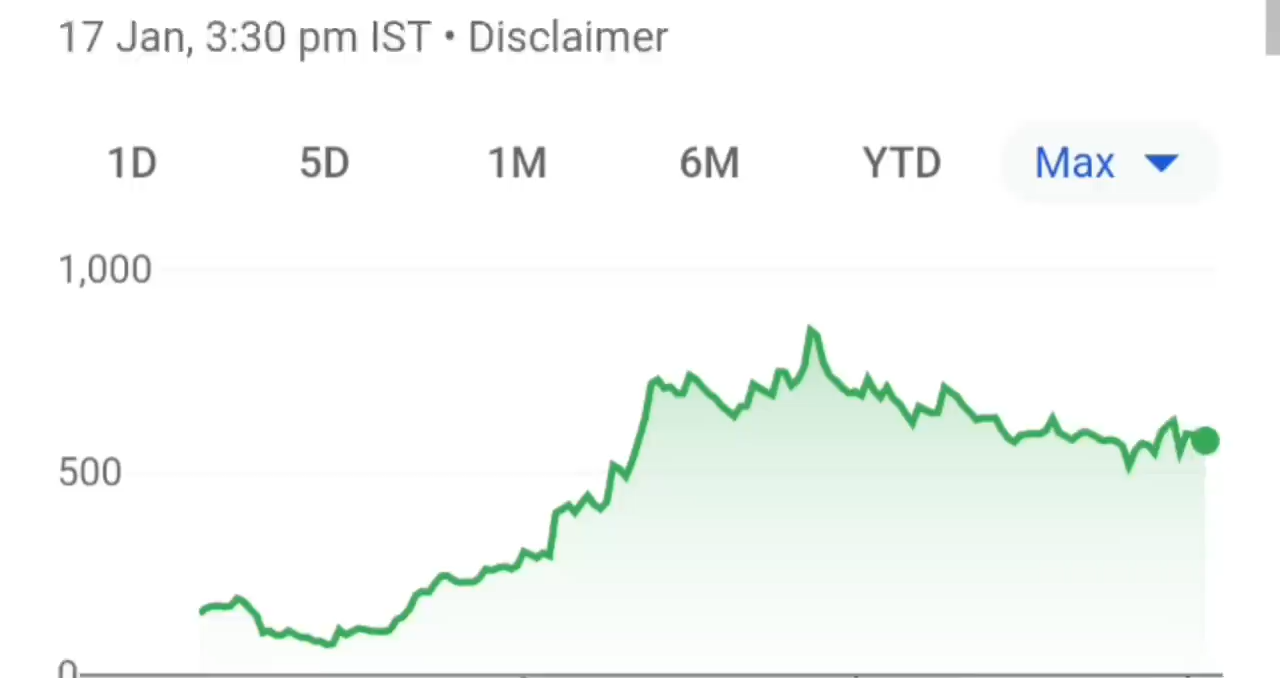 17 Jan, 3:30 pm IST • Disclaimer
1D 5D 1M 6M YTD Max
1,000
500
0